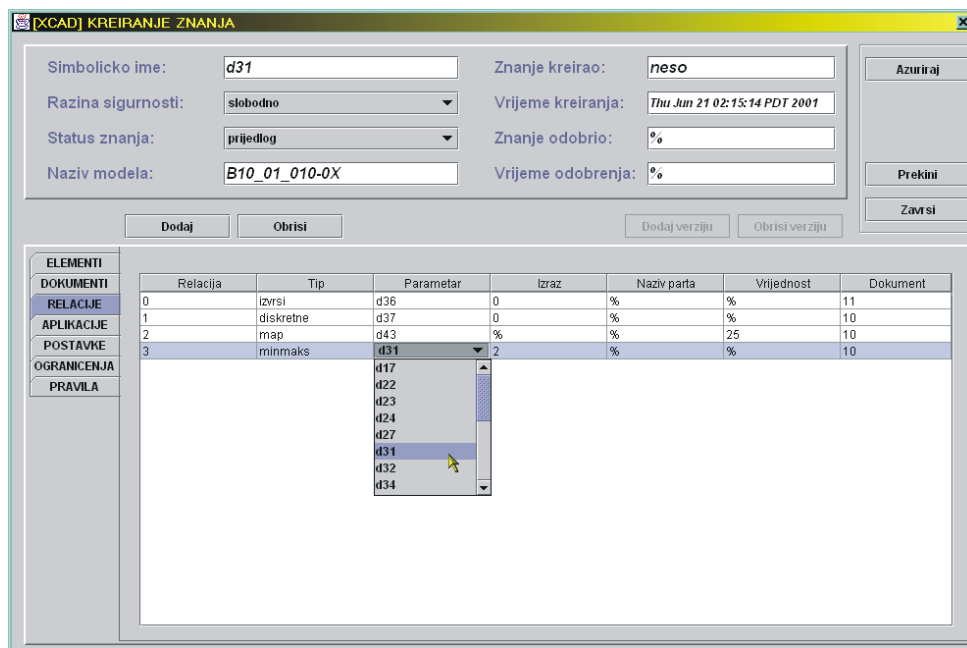 [XCAD] KREIRANJE ZNANJA
Simbolicko ime: d31 Znanje kreirao: neso
Azuriraj
Razina sigurnosti: slobodno Vrijeme kreiranja: Thu Jun 21 02:15:14 PDT 2001
Status znanja: prijedlog Znanje odobrio: %
Naziv modela: B10_01_010-0X Vrijeme odobrenja: %
Prekini
Zavrsi
Dodaj Obrisi Dodaj verziju Obrisi verziju
ELEMENTI
DOKUMENTI
RELACIJE
APLIKACIJE
POSTAVKE
OGRANICENJA
PRAVILA
Relacija Tip Parametar Izraz Naziv parta Vrijednost Dokument
0 izvrsi d36 0 % % 11
1 diskretne d37 0 % % 10
2 map d43 % % 25 10
3 minmaks d31 2 % % 10
d17
d22
d23
d24
d27
d31
d32
d34